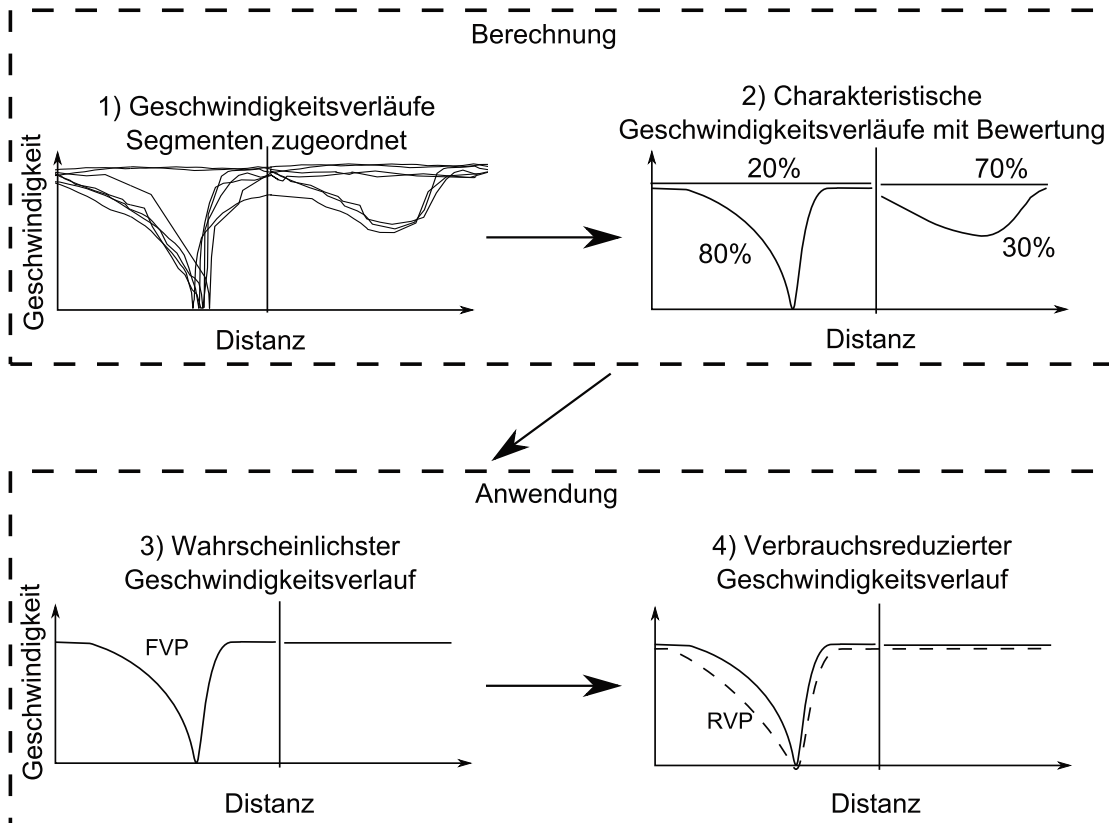 Berechnung
1) Geschwindigkeitsverläufe
Segmenten zugeordnet
Geschwindigkeit
Distanz
2) Charakteristische
Geschwindigkeitsverläufe mit Bewertung
20%
70%
80%
30%
Distanz
Anwendung
3) Wahrscheinlichster
Geschwindigkeitsverlauf
Geschwindigkeit
FVP
Distanz
4) Verbrauchsreduzierter
Geschwindigkeitsverlauf
RVP
Distanz